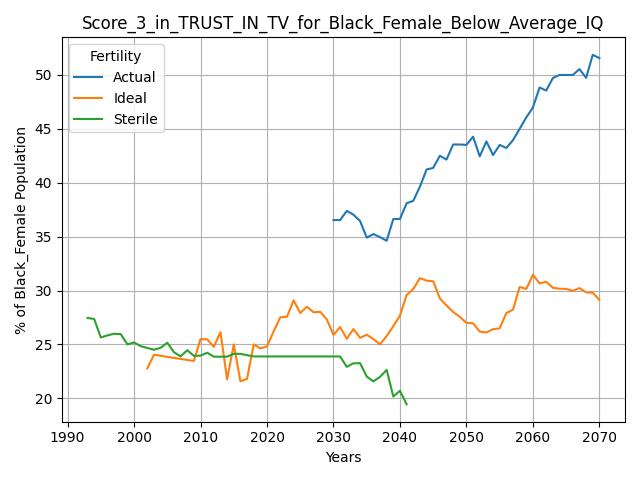 Score_3_in_TRUST_IN_TV_for_Black_Female_Below_Average_IQ
Fertility
Actual
Ideal
Sterile
% of Black_Female Population
50
45
40
35
30
25
20
1990 2000 2010 2020 2030 2040 2050 2060 2070
Years